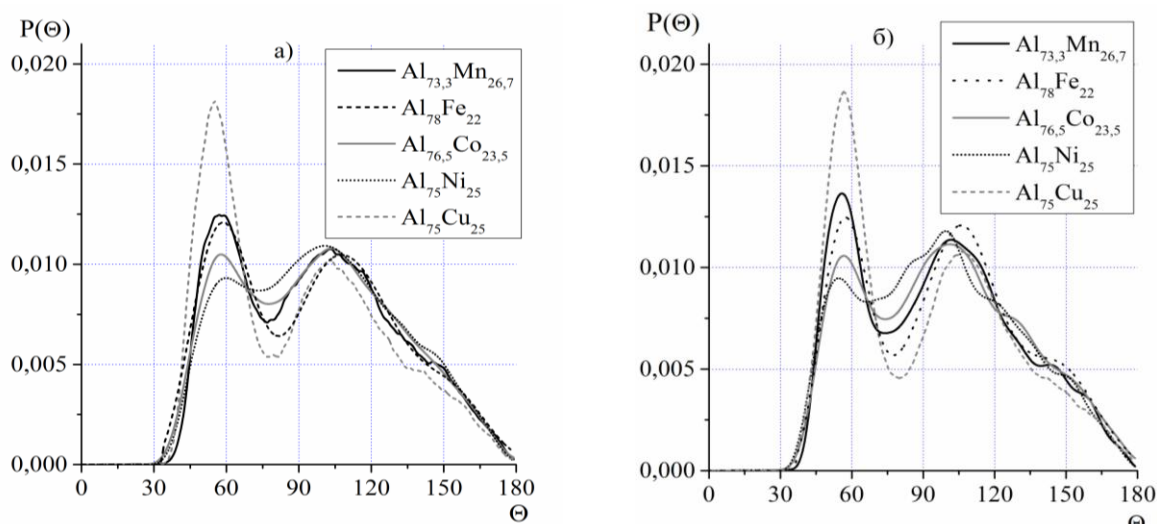 P(Θ)
а)
0,020
0,015
0,010
0,005
0,000
0 30 60 90 120 150 180
Θ
Al73,3Mn26,7
Al78Fe22
Al76,5Co23,5
Al75Ni25
Al75Cu25
P(Θ)
б)
0,020
0,015
0,010
0,005
0,000
0 30 60 90 120 150 180
Θ
Al73,3Mn26,7
Al78Fe22
Al76,5Co23,5
Al75Ni25
Al75Cu25